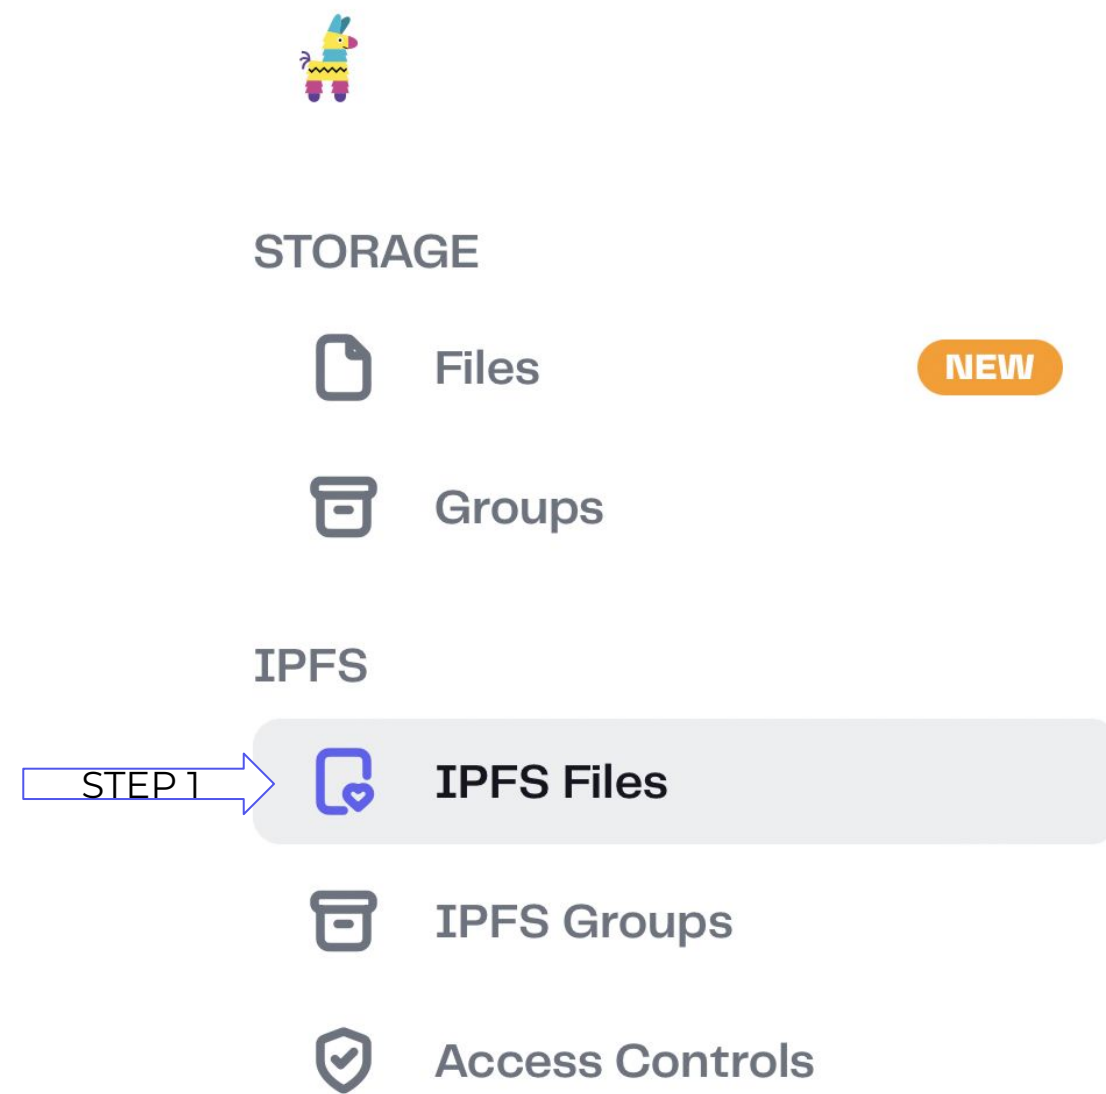 STORAGE
Files
NEW
Groups
IPFS
STEP 1
IPFS Files
IPFS Groups
Access Controls